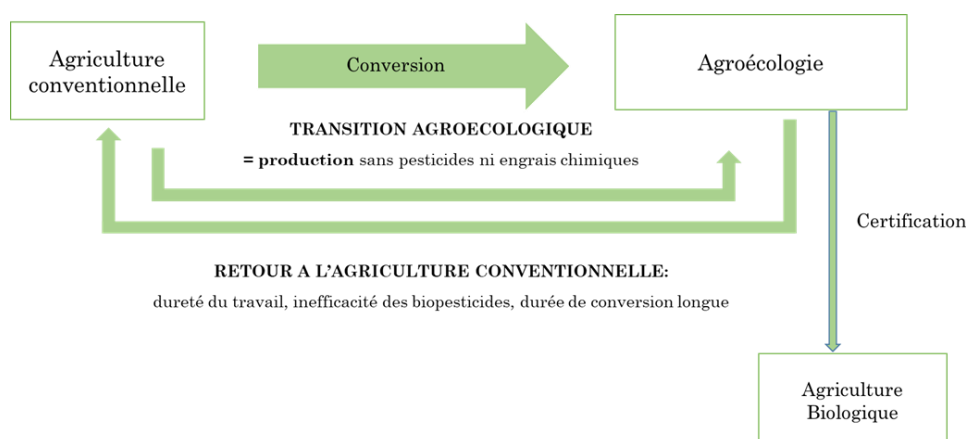 Agriculture
conventionnelle
Conversion
Agroécologie
TRANSITION AGROECOLOGIQUE
= production sans pesticides ni engrais chimiques
Certification
RETOUR A L’AGRICULTURE CONVENTIONNELLE:
dureté du travail, inefficacité des biopesticides, durée de conversion longue
Agriculture
Biologique